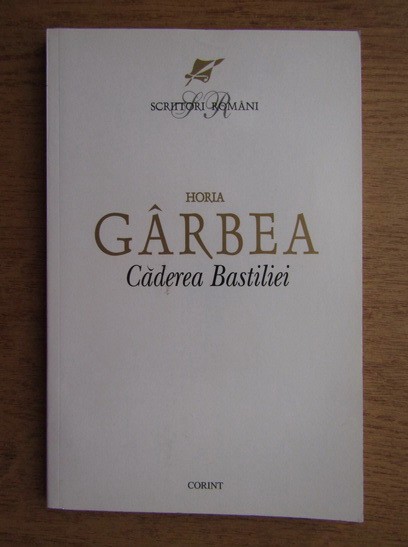 SCRIITORI ROMÂNI
SR
HORIA
GÂRBEA
Căderea Bastiliei
CORINT